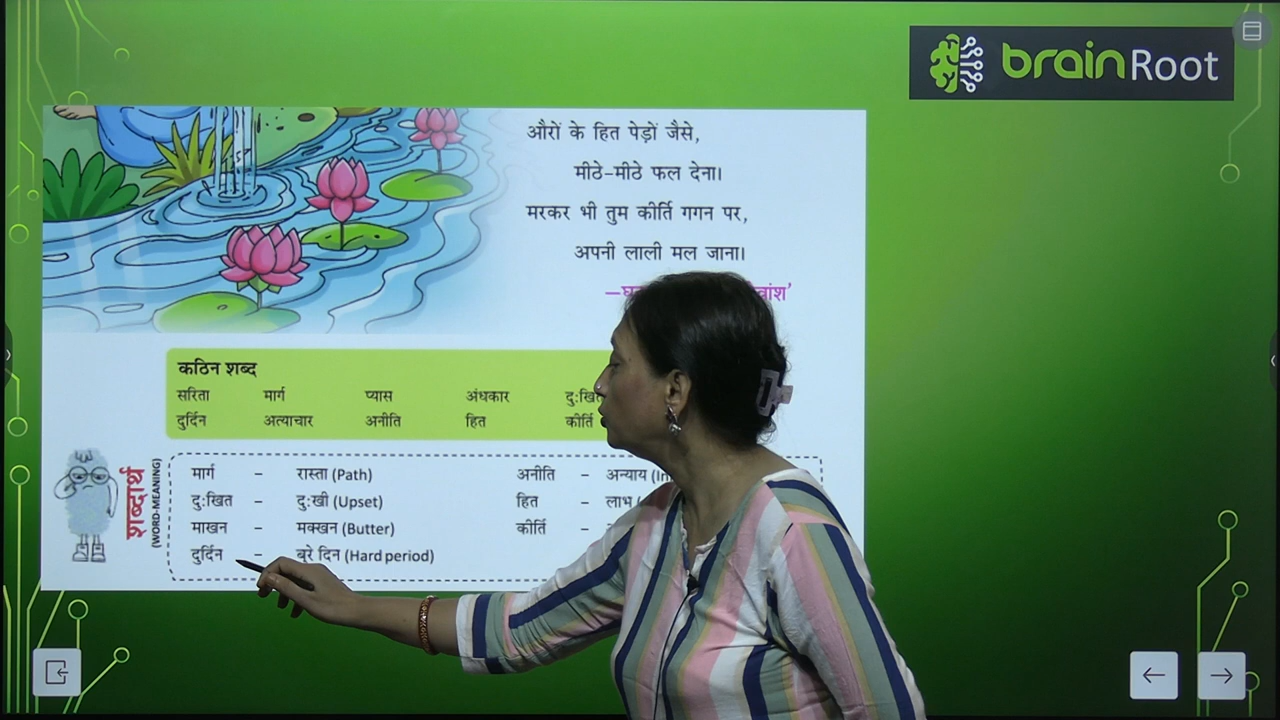 brainRoot
औरों के हित पेड़ों जैसे,
मीठे-मीठे फल देना।
मरकर भी तुम कीर्ति गगन पर,
अपनी लाली मल जाना।
कठिन शब्द
सरिता मार्ग प्यास अंधकार
दुर्दिन अत्याचार अनीति हित कीर्ति
शब्दार्थ
(WORD-MEANING)
मार्ग – रास्ता (Path) अनीति – अन्याय
दुःखित – दुःखी (Upset) हित – लाभ
माखन – मक्खन (Butter) कीर्ति –
दुर्दिन – बुरे दिन (Hard period)